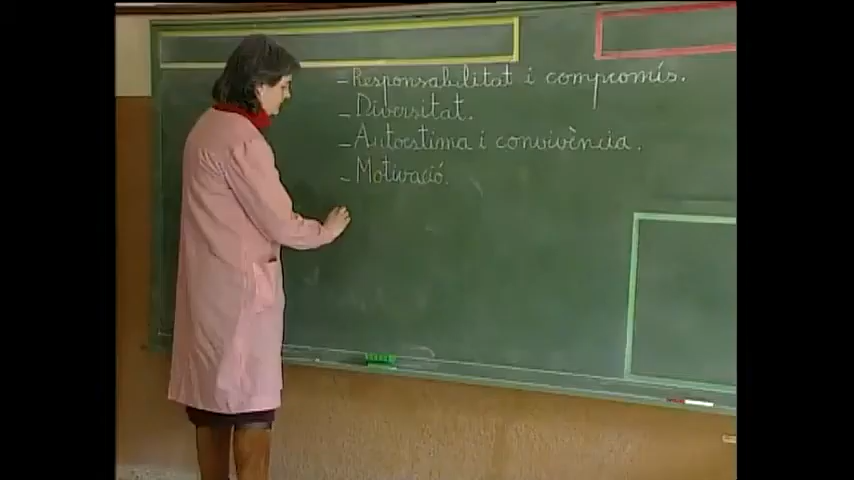 - Responsabilitat i compromís.
- Diversitat.
- Autoestima i convivència.
- Motivació.